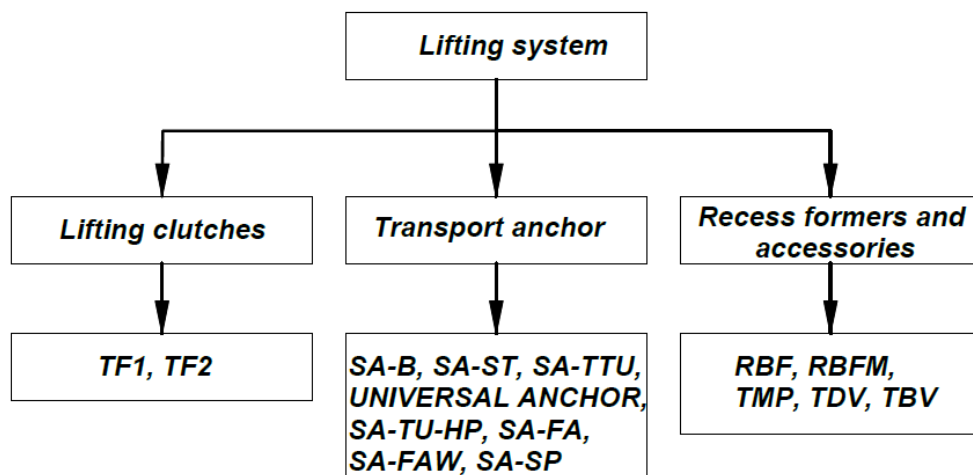 Lifting system
Lifting clutches
Transport anchor
Recess formers and
accessories
TF1, TF2
SA-B, SA-ST, SA-TTU,
UNIVERSAL ANCHOR,
SA-TU-HP, SA-FA,
SA-FAW, SA-SP
RBF, RBFM,
TMP, TDV, TBV